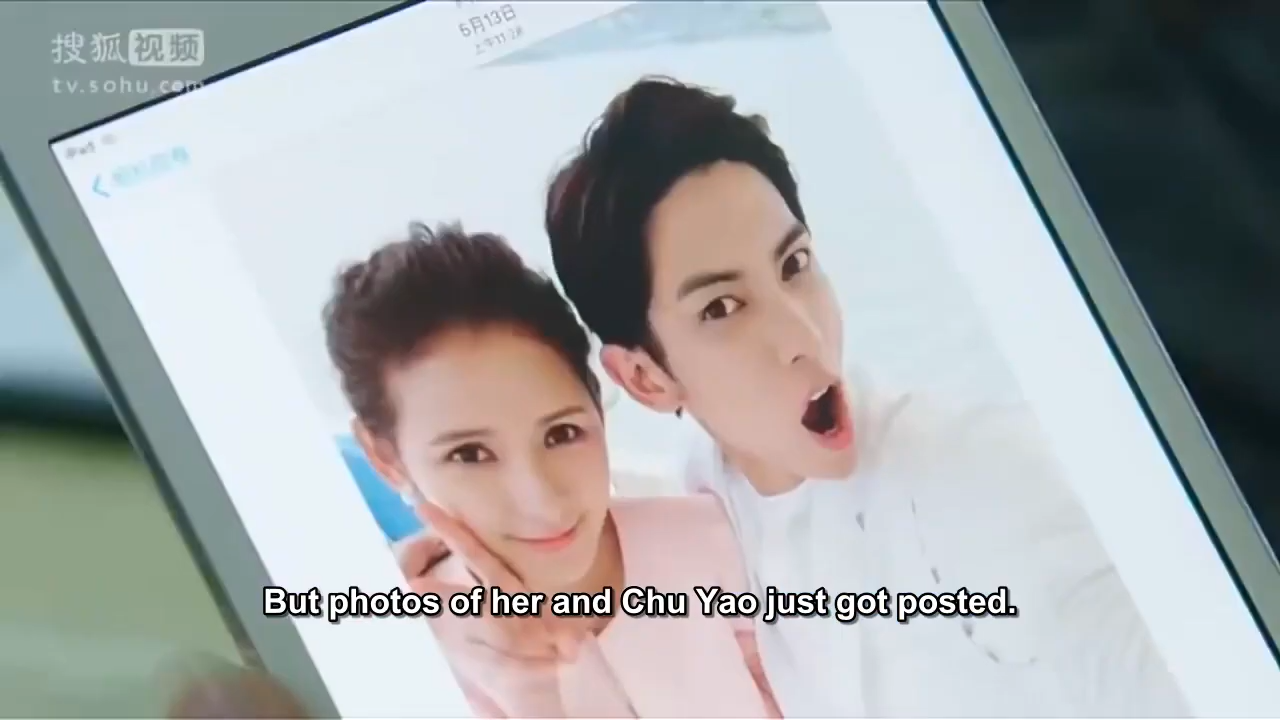 搜狐视频
tv.sohu.com
5月13日
iPad
But photos of her and Chu Yao just got posted.